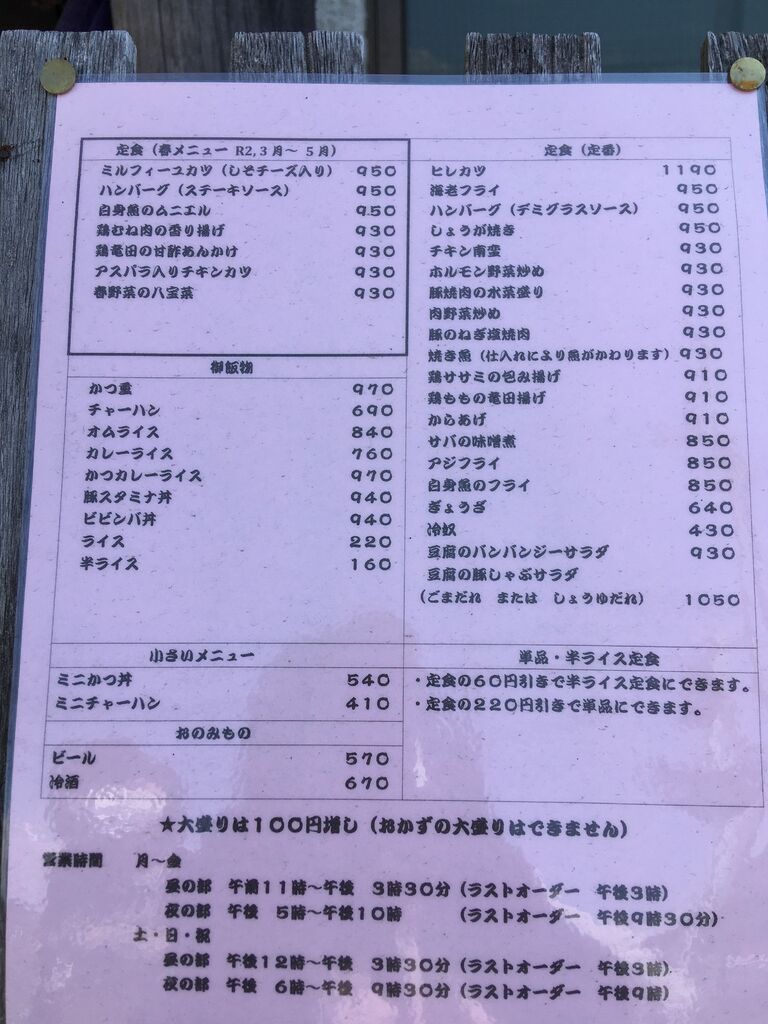 定食（春メニュー R2,3月～ 5月）
ミルフィーユカツ（しそチーズ入り） 950
ハンバーグ（ステーキソース） 950
白身魚のムニエル 950
鶏むね肉の香り揚げ 930
鶏竜田の甘酢あんかけ 930
アスパラ入りチキンカツ 930
春野菜の八宝菜 930
御飯物
かつ重 970
チャーハン 690
オムライス 840
カレーライス 760
かつカレーライス 970
豚スタミナ丼 940
ビビンバ丼 940
ライス 220
半ライス 160
小さいメニュー
ミニかつ丼 540
ミニチャーハン 410
おのみもの
ビール 570
冷酒 670
定食（定番）
ヒレカツ 1190
海老フライ 950
ハンバーグ（デミグラスソース） 950
しょうが焼き 950
チキン南蛮 930
ホルモン野菜炒め 930
豚焼肉の水菜盛り 930
肉野菜炒め 930
豚のねぎ塩焼肉 930
焼き魚（仕入れにより魚がかわります） 930
鶏ササミの包み揚げ 910
鶏ももの竜田揚げ 910
からあげ 910
サバの味噌煮 850
アジフライ 850
白身魚のフライ 850
ぎょうざ 640
冷奴 430
豆腐のバンバンジーサラダ 930
豆腐の豚しゃぶサラダ
（ごまだれ または しょうゆだれ） 1050
単品・半ライス定食
・定食の60円引きで半ライス定食にできます。
・定食の220円引きで単品にできます。
★大盛りは100円増し（おかずの大盛りはできません）
営業時間 月～金
昼の部 午前11時～午後 3時30分（ラストオーダー 午後3時）
夜の部 午後 5時～午後10時 （ラストオーダー 午後9時30分）
土・日・祝
昼の部 午後12時～午後 3時30分（ラストオーダー 午後3時）
夜の部 午後 6時～午後 9時30分（ラストオーダー 午後9時）